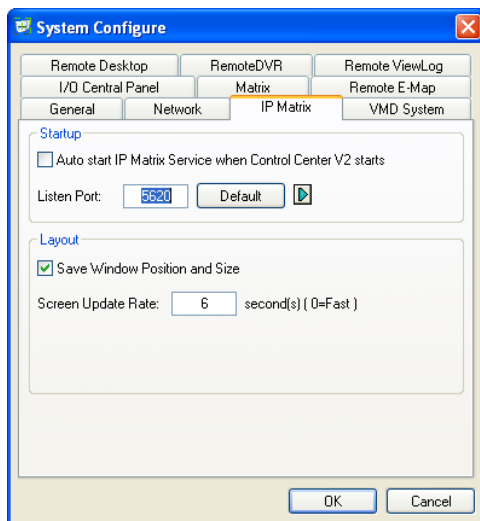 System Configure
Remote Desktop RemoteDVR Remote ViewLog
I/O Central Panel Matrix Remote E-Map
General Network IP Matrix VMD System
Startup
Auto start IP Matrix Service when Control Center V2 starts
Listen Port: 5620 Default
Layout
Save Window Position and Size
Screen Update Rate: 6 second(s) ( 0=Fast )
OK Cancel